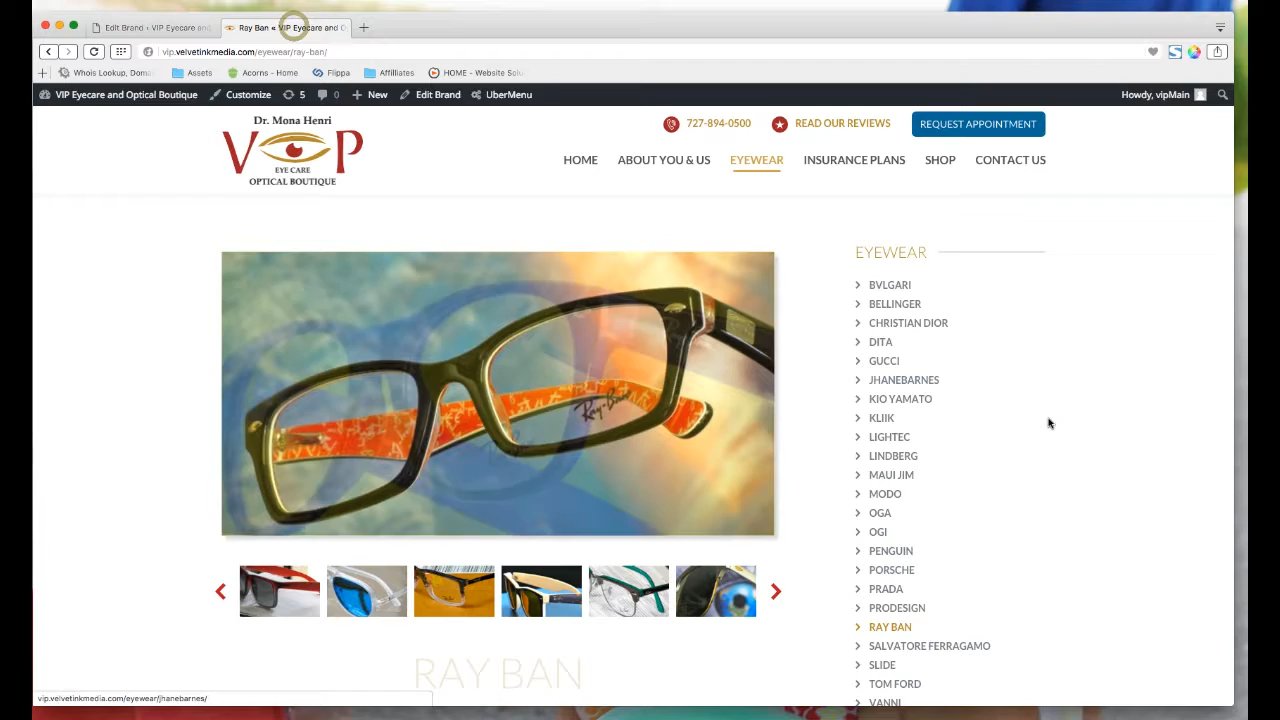 Edit Brand ‹ VIP Eyecare and
Ray Ban « VIP Eyecare and O
vip.velvetinkmedia.com/eyewear/ray-ban/
Whois Lookup, Doma
Assets
Acorns - Home
Flippa
Affilliates
HOME - Website Solu
VIP Eyecare and Optical Boutique
Customize
5
0
New
Edit Brand
UberMenu
Howdy, vipMain
Dr. Mona Henri
VIP
EYE CARE
OPTICAL BOUTIQUE
727-894-0500
READ OUR REVIEWS
REQUEST APPOINTMENT
HOME
ABOUT YOU & US
EYEWEAR
INSURANCE PLANS
SHOP
CONTACT US
Ray-Ban
EYEWEAR
BVLGARI
BELLINGER
CHRISTIAN DIOR
DITA
GUCCI
JHANEBARNES
KIO YAMATO
KLIIK
LIGHTEC
LINDBERG
MAUI JIM
MODO
OGA
OGI
PENGUIN
PORSCHE
PRADA
PRODESIGN
RAY BAN
SALVATORE FERRAGAMO
SLIDE
TOM FORD
VANNI
RAY BAN
vip.velvetinkmedia.com/eyewear/jhanebarnes/